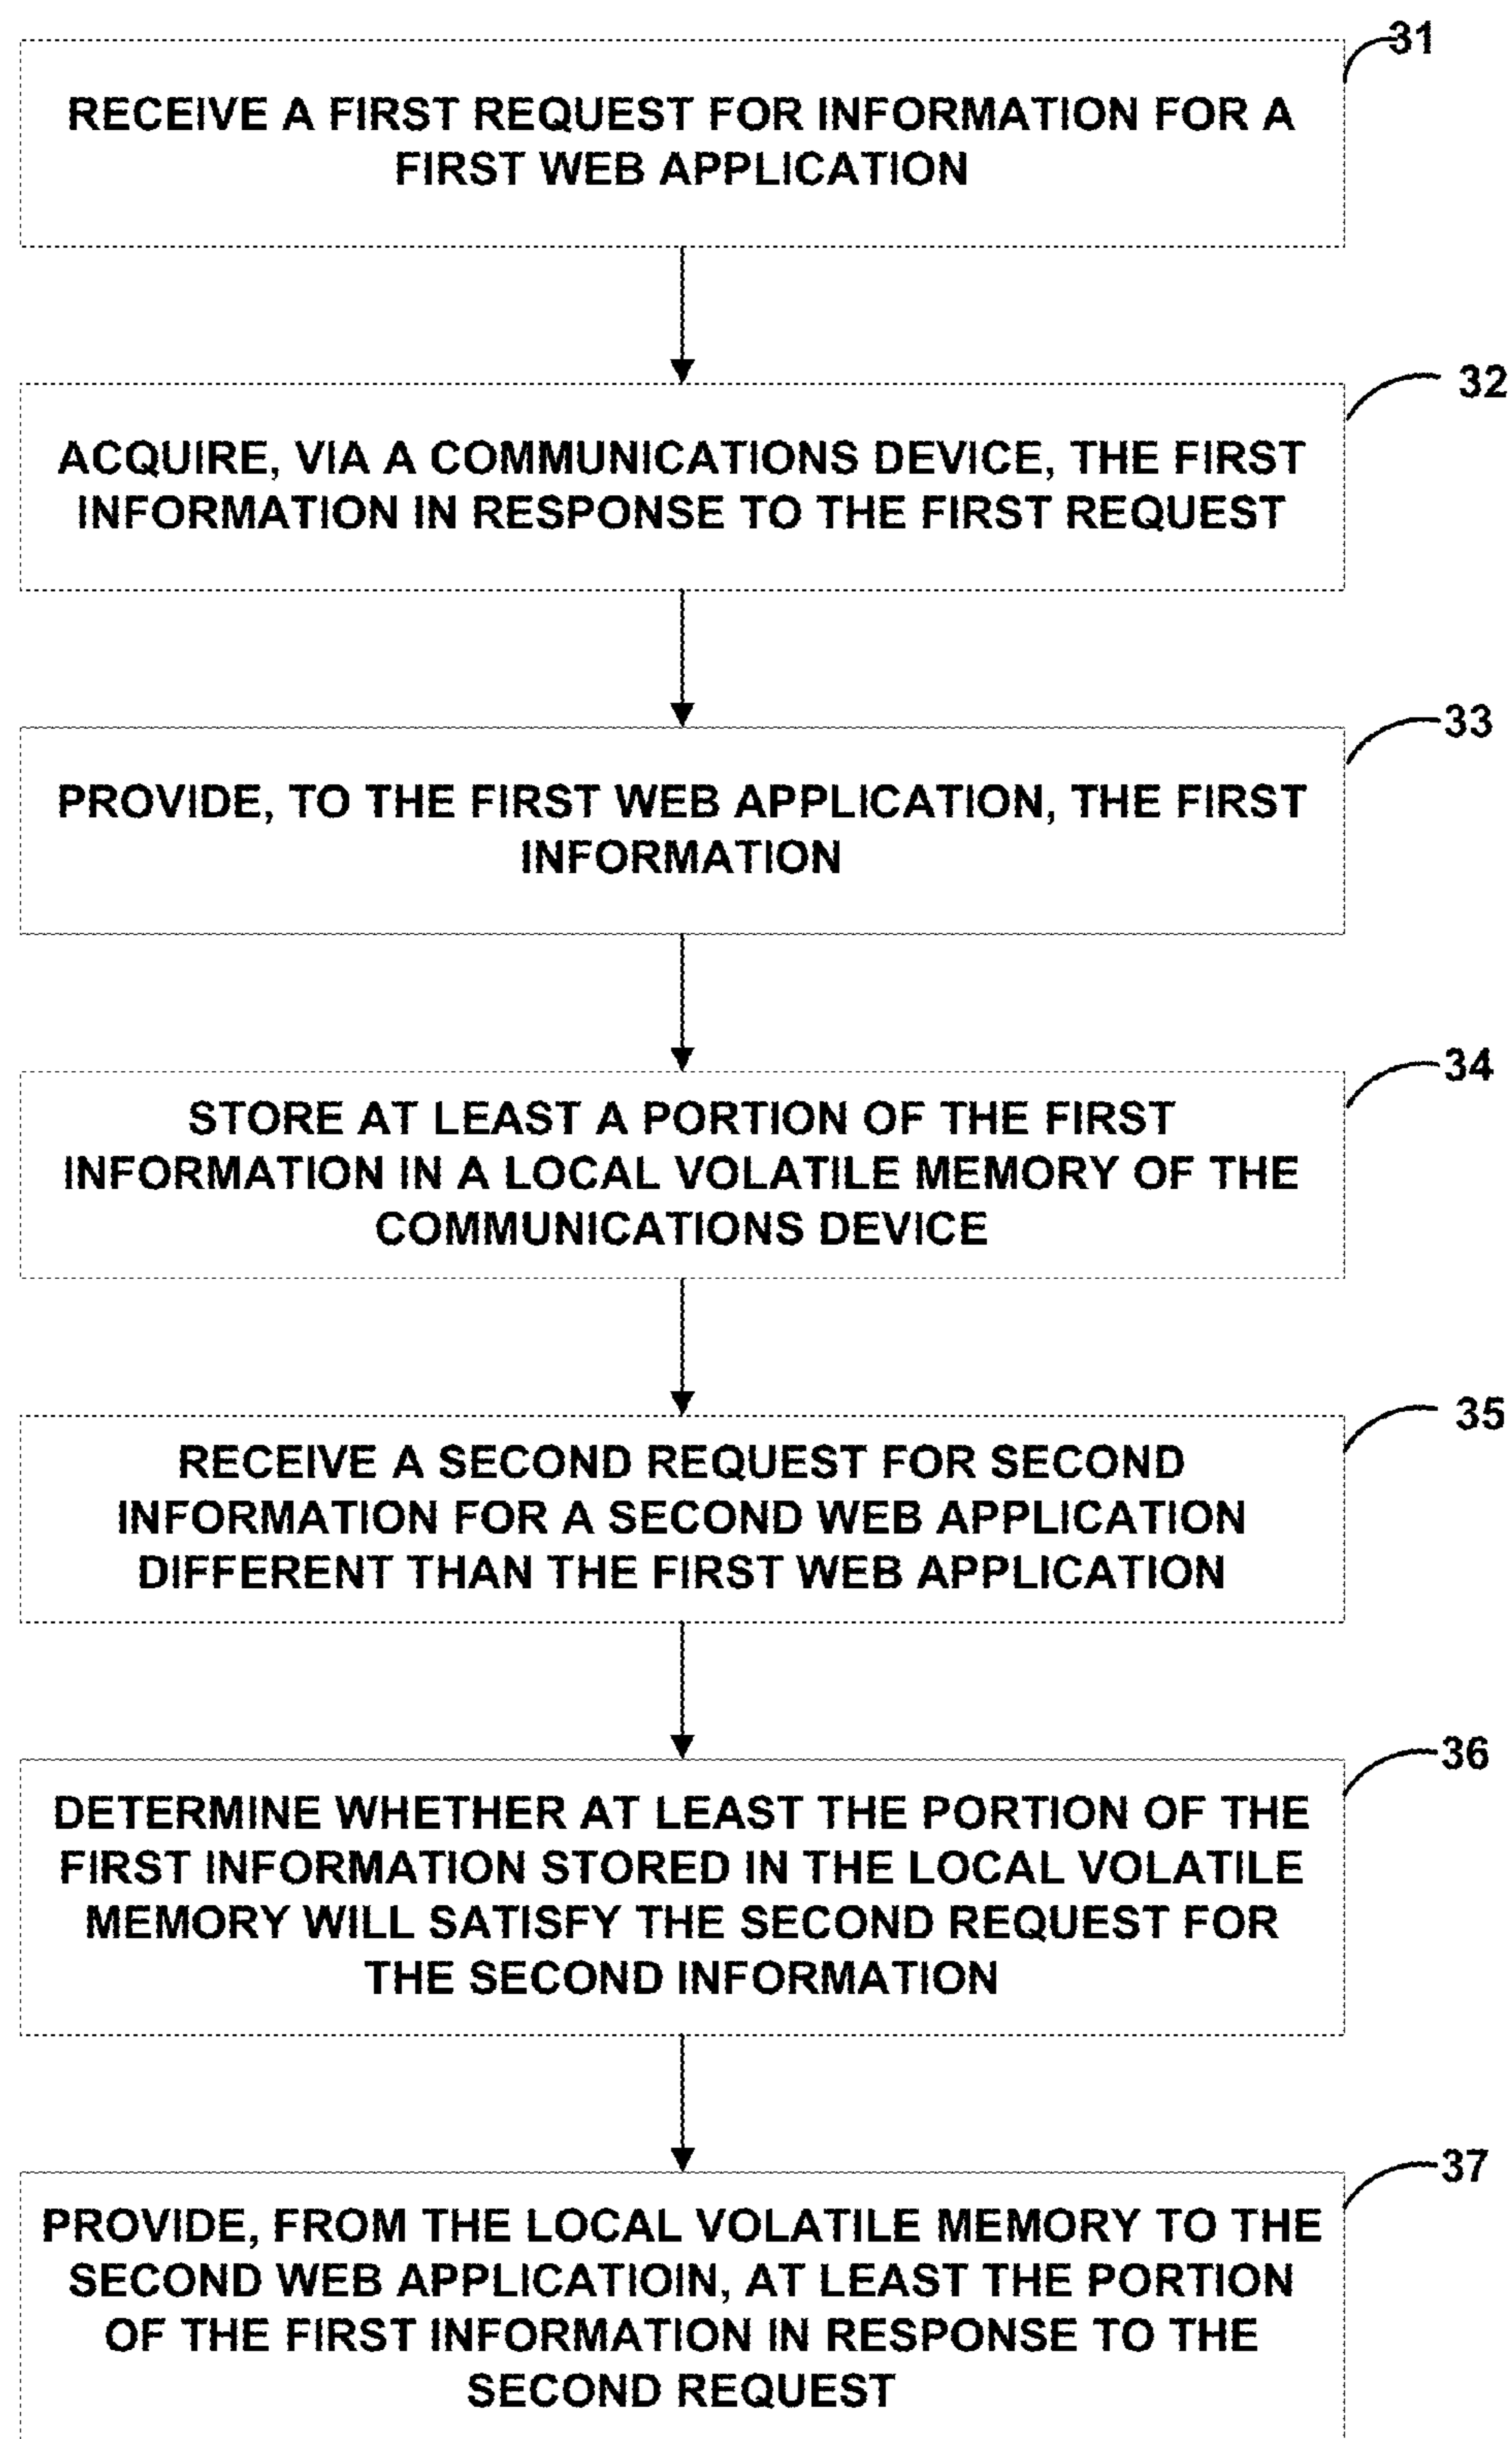 31
RECEIVE A FIRST REQUEST FOR INFORMATION FOR A
FIRST WEB APPLICATION
32
ACQUIRE, VIA A COMMUNICATIONS DEVICE, THE FIRST
INFORMATION IN RESPONSE TO THE FIRST REQUEST
33
PROVIDE, TO THE FIRST WEB APPLICATION, THE FIRST
INFORMATION
34
STORE AT LEAST A PORTION OF THE FIRST
INFORMATION IN A LOCAL VOLATILE MEMORY OF THE
COMMUNICATIONS DEVICE
35
RECEIVE A SECOND REQUEST FOR SECOND
INFORMATION FOR A SECOND WEB APPLICATION
DIFFERENT THAN THE FIRST WEB APPLICATION
36
DETERMINE WHETHER AT LEAST THE PORTION OF THE
FIRST INFORMATION STORED IN THE LOCAL VOLATILE
MEMORY WILL SATISFY THE SECOND REQUEST FOR
THE SECOND INFORMATION
37
PROVIDE, FROM THE LOCAL VOLATILE MEMORY TO THE
SECOND WEB APPLICATIOIN, AT LEAST THE PORTION
OF THE FIRST INFORMATION IN RESPONSE TO THE
SECOND REQUEST